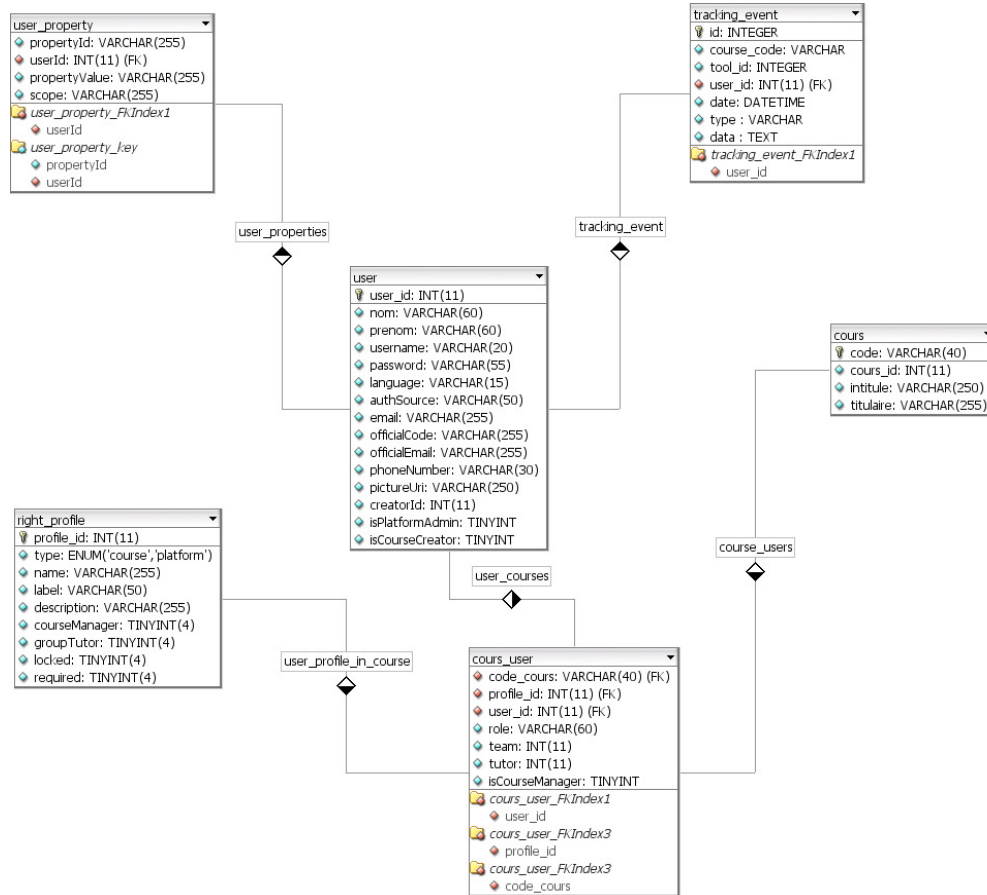 user_property
propertyId: VARCHAR(255)
userId: INT(11) (FK)
propertyValue: VARCHAR(255)
scope: VARCHAR(255)
user_property_FKIndex1
userId
user_property_key
propertyId
userId
tracking_event
id: INTEGER
course_code: VARCHAR
tool_id: INTEGER
user_id: INT(11) (FK)
date: DATETIME
type : VARCHAR
data : TEXT
tracking_event_FKIndex1
user_id
user_properties
tracking_event
user
user_id: INT(11)
nom: VARCHAR(60)
prenom: VARCHAR(60)
username: VARCHAR(20)
password: VARCHAR(55)
language: VARCHAR(15)
authSource: VARCHAR(50)
email: VARCHAR(255)
officialCode: VARCHAR(255)
officialEmail: VARCHAR(255)
phoneNumber: VARCHAR(30)
pictureUri: VARCHAR(250)
creatorId: INT(11)
isPlatformAdmin: TINYINT
isCourseCreator: TINYINT
cours
code: VARCHAR(40)
cours_id: INT(11)
intitule: VARCHAR(250)
titulaire: VARCHAR(255)
right_profile
profile_id: INT(11)
type: ENUM('course','platform')
name: VARCHAR(255)
label: VARCHAR(50)
description: VARCHAR(255)
courseManager: TINYINT(4)
groupTutor: TINYINT(4)
locked: TINYINT(4)
required: TINYINT(4)
course_users
user_courses
user_profile_in_course
cours_user
code_cours: VARCHAR(40) (FK)
profile_id: INT(11) (FK)
user_id: INT(11) (FK)
role: VARCHAR(60)
team: INT(11)
tutor: INT(11)
isCourseManager: TINYINT
cours_user_FKIndex1
user_id
cours_user_FKIndex3
profile_id
cours_user_FKIndex3
code_cours